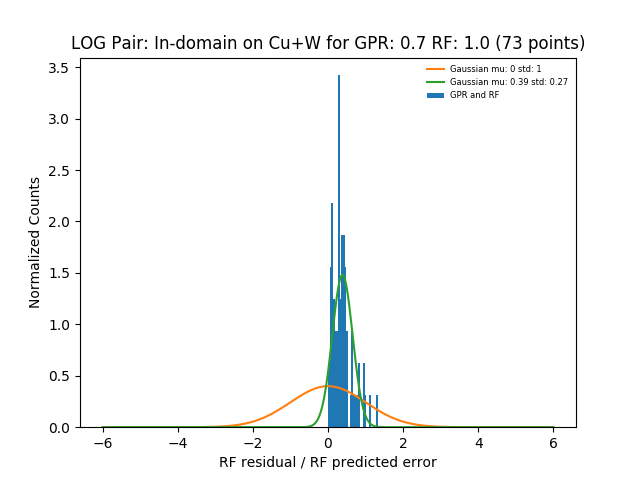 LOG Pair: In-domain on Cu+W for GPR: 0.7 RF: 1.0 (73 points)
Gaussian mu: 0 std: 1
Gaussian mu: 0.39 std: 0.27
GPR and RF
Normalized Counts
3.5
3.0
2.5
2.0
1.5
1.0
0.5
0.0
−6 −4 −2 0 2 4 6
RF residual / RF predicted error